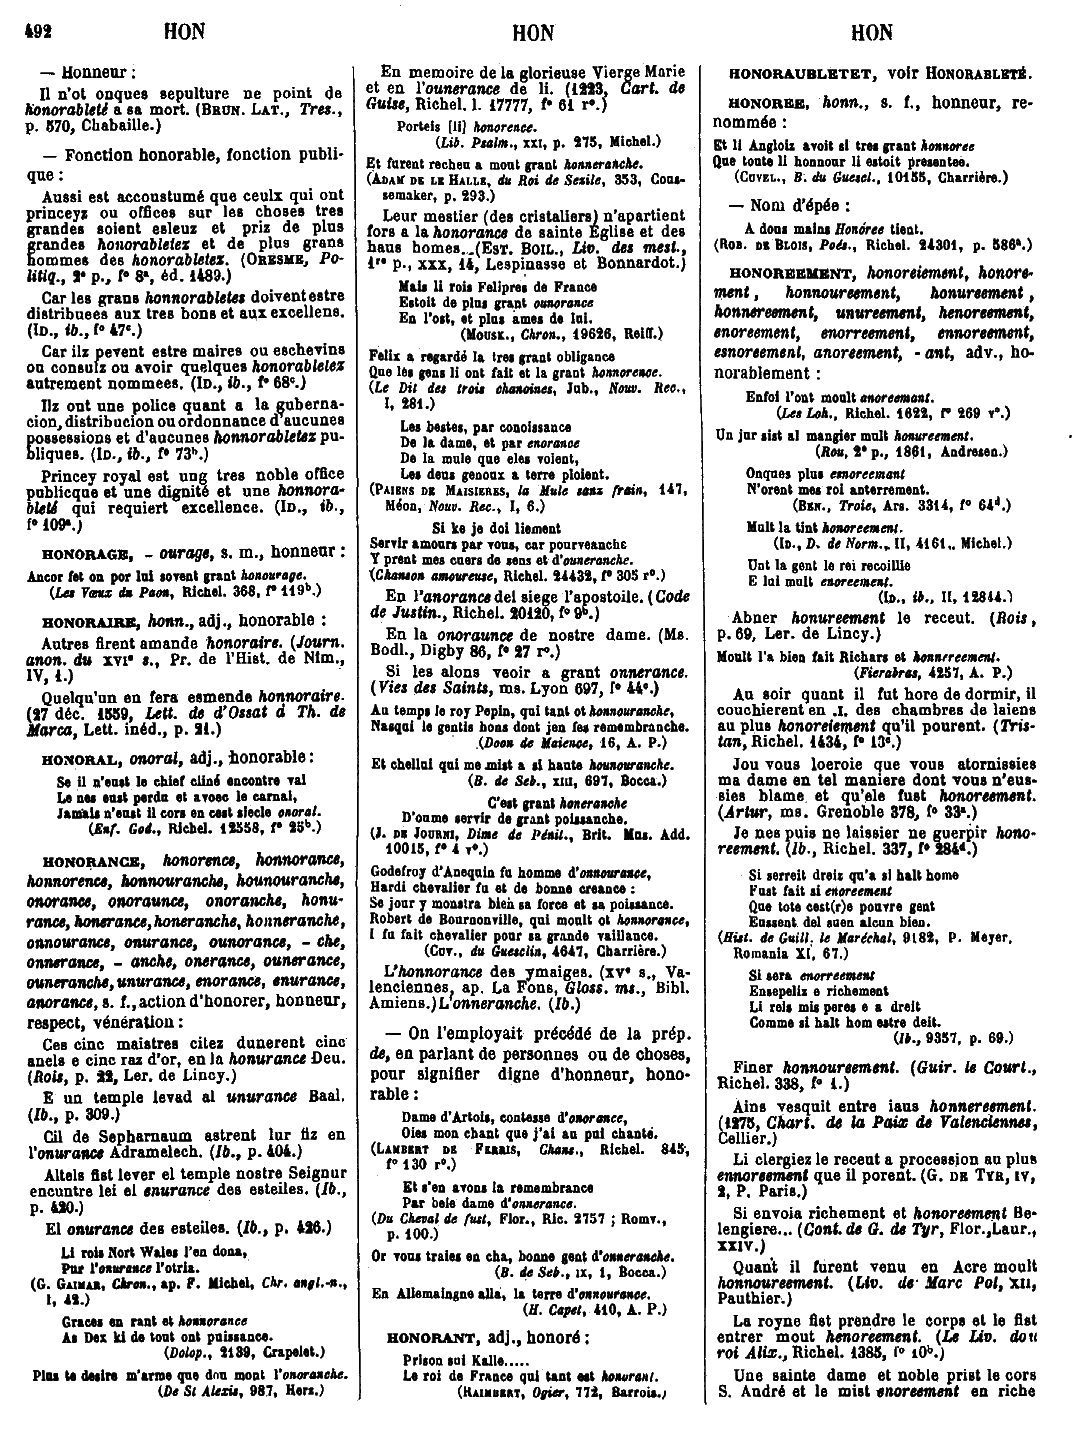 492 HON HON HON
— Honneur :
Il n'ot onques sepulture ne point de
honorableté a sa mort. (BRUN. LAT., Tres.,
p. 570, Chabaille.)
— Fonction honorable, fonction publi-
que :
Aussi est accoustumé que ceulx qui ont
princeyz ou offices sur les choses tres
grandes soient esleuz et priz de plus
grandes honorabletez et de plus grans
hommes des honorabletez. (ORESME, Po-
litiq., 2e p., fo 8a, éd. 1489.)
Car les grans honnorabletes doivent estre
distribuees aux tres bons et aux excellens.
(ID., ib., fo 47c.)
Car ilz pevent estre maires ou eschevins
ou consulz ou avoir quelques honorabletez
autrement nommees. (ID., ib., fo 68c.)
Ilz ont une police quant a la guberna-
cion, distribucion ou ordonnance d'aucunes
possessions et d'aucunes honnorabletez pu-
bliques. (ID., ib., fo 73b.)
Princey royal est ung tres noble office
publicque et une dignité et une honnora-
bleté qui requiert excellence. (ID., ib.,
fo 109a.)
HONORAGE, - ourage, s. m., honneur :
Ancor fet on por lui sovent grant honourage.
(Les Vœux du Paon, Richel. 368, fo 119b.)
HONORAIRE, honn., adj., honorable :
Autres firent amande honoraire. (Journ.
anon. du XVIe s., Pr. de l'Hist. de Nim.,
IV, 1.)
Quelqu'un en fera esmende honnoraire.
(27 déc. 1559, Lett. de d'Ossat à Th. de
Marca, Lett. inéd., p. 21.)
HONORAL, onoral, adj., honorable :
Se il n'eust le chief cliné encontre val
Le nes eust perdu et avoec le carnal,
Jamais n'eust il cors en cest siecle onoral.
(Enf. God., Richel. 12558, fo 25b.)
HONORANCE, honorence, honnorance,
honnorence, honnouranche, hounouranche,
onorance, onoraunce, onoranche, honu-
rance, honerance, honeranche, honneranche,
onnourance, onurance, ounorance, - che,
onnerance, - anche, onerance, ounerance,
ouneranche, unurance, enorance, enurance,
anorance, s. f., action d'honorer, honneur,
respect, vénération :
Ces cinc maistres citez dunerent cinc
anels e cinc raz d'or, en la honurance Deu.
(Rois, p. 22, Ler. de Lincy.)
E un temple levad al unurance Baal.
(Ib., p. 309.)
Cil de Sepharnaum astrent lur fiz en
l'onurance Adramelech. (Ib., p. 404.)
Altels fist lever el temple nostre Seignur
encuntre lei el enurance des esteiles. (Ib.,
p. 420.)
El onurance des esteiles. (Ib., p. 426.)
Li rois Nort Wales l'en dona,
Pur l'onurance l'otria.
(G. GAIMAR, Chron., ap. F. Michel, Chr. angl.-n.,
I, 42.)
Graces en rant et honnorance
As Dex ki de tout ont puissance.
(Dolop., 2139, Crapelet.)
Plus te desire m'arme que don mont l'onoranche.
(De St Alexis, 987, Herz.)
En memoire de la glorieuse Vierge Marie
et en l'ounerance de li. (1223, Cart. de
Guise, Richel. l. 17777, fo 61 ro.)
Porteis [li] honorence.
(Lib. Psalm., XXI, p. 275, Michel.)
Et furent recheu a mout grant honneranche.
(ADAM DE LE HALLE, du Roi de Sezile, 353, Cous-
semaker, p. 293.)
Leur mestier (des cristaliers) n'apartient
fors a la honorance de sainte Église et des
haus homes. (EST. BOIL., Liv. des mest.,
1re p., XXX, 14, Lespinasse et Bonnardot.)
Mais li rois Felipres de France
Estoit de plus grant ounorance
En l'ost, et plus ames de lui.
(MOUSK., Chron., 19626, Reiff.)
Felix a regardé la tres grant obligance
Que les gens li ont fait et la grant honnorence.
(Le Dit des trois chanoines, Jub., Nouv. Rec.,
I, 281.)
Les bestes, par conoissance
De la dame, et par enorance
De la mule que eles voient,
Les deus genoux a terre ploient.
(PAIENS DE MAISIERES, la Mule sanz frain, 147,
Méon, Nouv. Rec., I, 6.)
Si ke je doi liement
Servir amours par vous, car pourveanche
Y prent mes cuers de sens et d'ouneranche.
(Chanson amoureuse, Richel. 24432, fo 305 ro.)
En l'anorance del siege l'apostoile. (Code
de Justin., Richel. 20120, fo 9b.)
En la onoraunce de nostre dame. (Ms.
Bodl., Digby 86, fo 27 ro.)
Si les alons veoir a grant onnerance.
(Vies des Saints, ms. Lyon 697, fo 44c.)
Au temps le roy Pepin, qui tant ot honnouranche,
Nasqui le gentis hons dont jen fes remembranche.
(Doon de Maience, 16, A. P.)
Et chellui qui me mist a si haute hounouranche.
(B. de Seb., XIII, 697, Bocca.)
C'est grant honeranche
D'oume servir de grant poissanche.
(J. DE JOURNI, Dime de Pénit., Brit. Mus. Add.
10015, fo 4 vo.)
Godefroy d'Anequin fu homme d'onnourance,
Hardi chevalier fu et de bonne creance :
Se jour y monstra bien sa force et sa poissance.
Robert de Bournonville, qui moult ot honnorance,
I fu fait chevalier pour sa grande vaillance.
(CUV., du Guesclin, 4647, Charrière.)
L'honnorance des ymaiges. (XVe s., Va-
lenciennes, ap. La Fons, Gloss. ms., Bibl.
Amiens.) L'onneranche. (Ib.)
— On l'employait précédé de la prép.
de, en parlant de personnes ou de choses,
pour signifier digne d'honneur, hono-
rable :
Dame d'Artois, contesse d'onorance,
Oies mon chant que j'ai au pui chanté.
(LAMBERT DE FERRIS, Chans., Richel. 845,
fo 130 ro.)
Et s'en avons la remembrance
Par bele dame d'onnerance.
(Du Cheval de fust, Flor., Ric. 2757 ; Romv.,
p. 100.)
Or vous traies en cha, bonne gent d'onneranche.
(B. de Seb., IX, 1, Bocca.)
En Allemaingne alla, la terre d'onnourance.
(H. Capet, 410, A. P.)
HONORANT, adj., honoré :
Prison sui Kalle.....
Le roi de France qui tant est honurant.
(RAIMBERT, Ogier, 772, Barrois.)
HONORAUBLETET, voir HONORABLETÉ.
HONOREE, honn., s. f., honneur, re-
nommée :
Et li Anglois avoit si tres grant honnoree
Que toute li honnour li estoit presentee.
(CUVEL., B. du Guescl., 10155, Charrière.)
— Nom d'épée :
A dous mains Honóree tient.
(ROB. DE BLOIS, Poés., Richel. 24301, p. 586a.)
HONOREEMENT, honoreiement, honore-
ment, honnoureement, honureement,
honnereement, unureement, henoreement,
enoreement, enorreement, ennoreement,
esnoreement, anoreement, - ant, adv., ho-
norablement :
Enfoi l'ont moult anoreemant.
(Les Loh., Richel. 1622, fo 269 vo.)
Un jur sist al mangier mult honureement.
(Rou, 2e p., 1861, Andresen.)
Onques plus enoreemant
N'orent mes roi anterrement.
(BEN., Troie, Ars. 3314, fo 64d.)
Mult la tint honoreement.
(ID., D. de Norm., II, 4161, Michel.)
Unt la gent le rei recoillie
E lui mult enoreement.
(ID., ib., II, 12844.)
Abner honureement le recent. (Rois,
p. 69, Ler. de Lincy.)
Moult l'a bien fait Richars et honnerreement.
(Fierabras, 4257, A. P.)
Au soir quant il fut hore de dormir, il
couchierent en .I. des chambres de laiens
au plus honoreiement qu'il pourent. (Tris-
tan, Richel. 1434, fo 13c.)
Jou vous loeroie que vous atornissies
ma dame en tel maniere dont vous n'eus-
sies blame et qu'ele fust honoreement.
(Artur, ms. Grenoble 378, fo 33a.)
Je nes puis ne laissier ne guerpir hono-
reement. (Ib., Richel. 337, fo 284d.)
Si serreit dreiz qu'a si halt home
Fust fait si enoreement
Que tote cest(r)e pouvre gent
Eussent del suen alcun bien.
(Hist. de Guill. le Maréchal, 9182, P. Meyer,
Romania XI, 67.)
Si sera enorreement
Ensepeliz e richement
Li reis mis peres e a dreit
Comme si halt hom estre deit.
(Ib., 9357, p. 69.)
Finer honnoureement. (Guir. le Court.,
Richel. 338, fo 1.)
Ains vesquit entre iaus honnereement.
(1275, Chart. de la Paix de Valenciennes,
Cellier.)
Li clergiez le recent a procession au plus
ennoreement que il porent. (G. DE TYR, IV,
2, P. Paris.)
Si envoia richement et honoreement Be-
lengiere... (Cont. de G. de Tyr, Flor., Laur.,
XXIV.)
Quant il furent venu en Acre moult
honnoureement. (Liv. de Marc Pol, XII,
Pauthier.)
La royne fist prendre le corps et le fist
entrer mout henoreement. (Le Liv. dou
roi Alix., Richel. 1385, fo 10b.)
Une sainte dame et noble prist le cors
S. André et le mist enoreement en riche